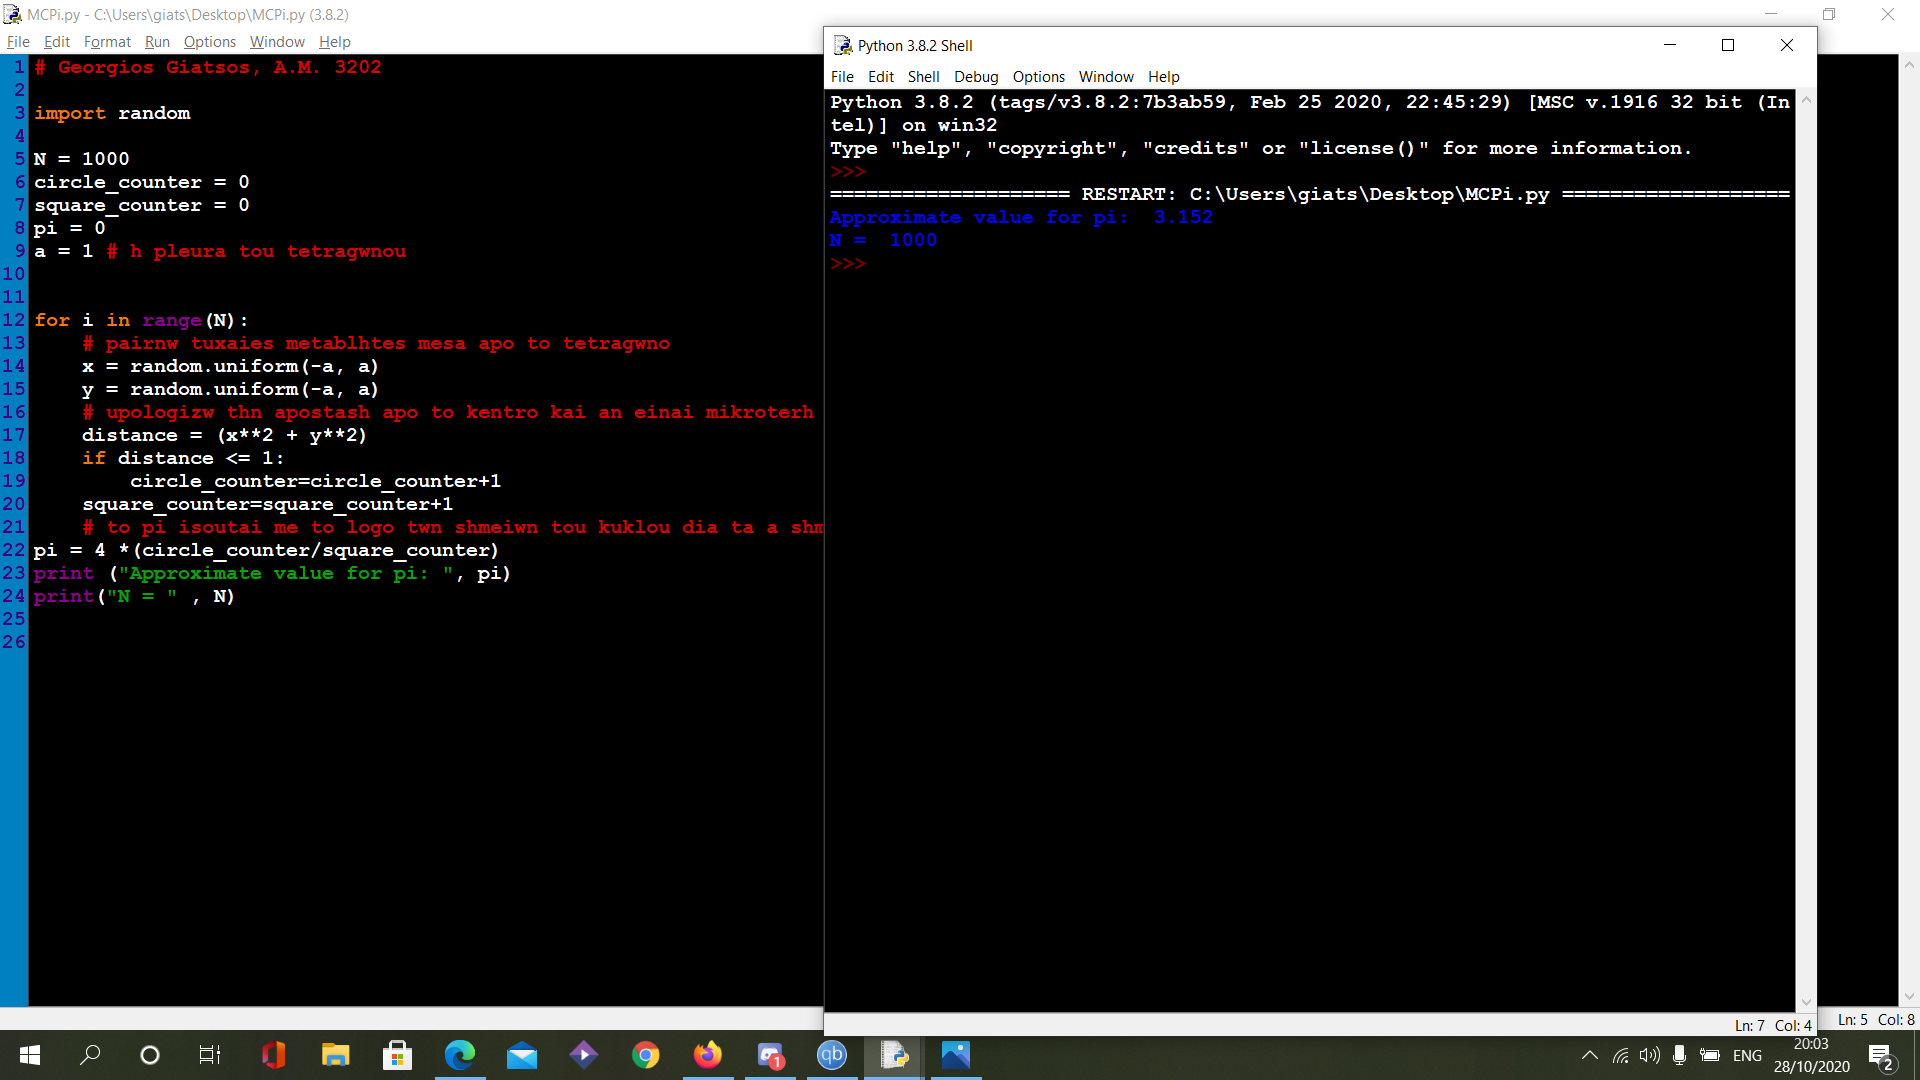 MCPi.py - C:\Users\giats\Desktop\MCPi.py (3.8.2)
File Edit Format Run Options Window Help
1 # Georgios Giatsos, A.M. 3202
2
3 import random
4
5 N = 1000
6 circle_counter = 0
7 square_counter = 0
8 pi = 0
9 a = 1 # h pleura tou tetragwnou
10
11
12 for i in range(N):
13     # pairnw tuxaies metablhtes mesa apo to tetragwno
14     x = random.uniform(-a, a)
15     y = random.uniform(-a, a)
16     # upologizw thn apostash apo to kentro kai an einai mikroterh
17     distance = (x**2 + y**2)
18     if distance <= 1:
19         circle_counter=circle_counter+1
20     square_counter=square_counter+1
21     # to pi isoutai me to logo twn shmeiwn tou kuklou dia ta a shm
22 pi = 4 *(circle_counter/square_counter)
23 print ("Approximate value for pi: ", pi)
24 print("N = " , N)
25
26
Python 3.8.2 Shell
File Edit Shell Debug Options Window Help
Python 3.8.2 (tags/v3.8.2:7b3ab59, Feb 25 2020, 22:45:29) [MSC v.1916 32 bit (In
tel)] on win32
Type "help", "copyright", "credits" or "license()" for more information.
>>>
==================== RESTART: C:\Users\giats\Desktop\MCPi.py ===================
Approximate value for pi:  3.152
N =  1000
>>>
Ln: 7 Col: 4
Ln: 5 Col: 8
qb
1
ENG
20:03
28/10/2020
2